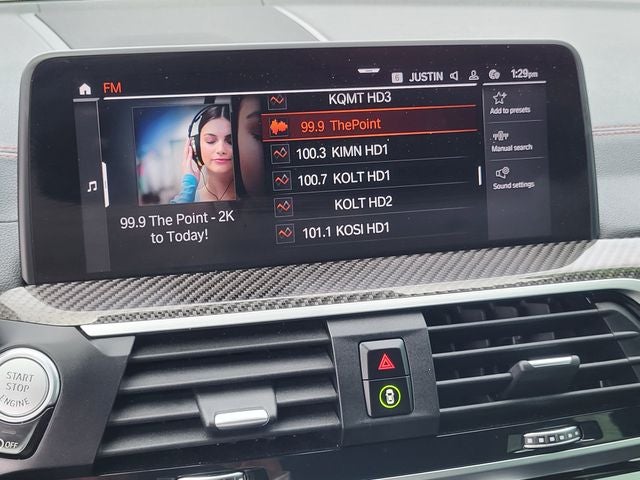 6 JUSTIN 1:29pm
FM
KQMT HD3
99.9 ThePoint
100.3 KIMN HD1
100.7 KOLT HD1
KOLT HD2
101.1 KOSI HD1
99.9 The Point - 2K
to Today!
Add to presets
Manual search
Sound settings
START
STOP
ENGINE
OFF